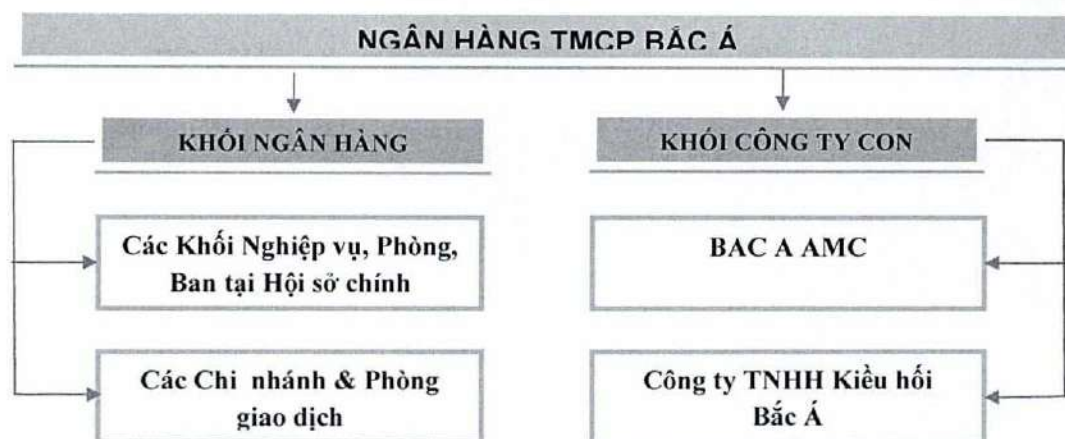 NGÂN HÀNG TMCP BẮC Á
KHỐI NGÂN HÀNG
KHỐI CÔNG TY CON
Các Khối Nghiệp vụ, Phòng,
Ban tại Hội sở chính
BAC A AMC
Các Chi nhánh & Phòng
giao dịch
Công ty TNHH Kiều hối
Bắc Á